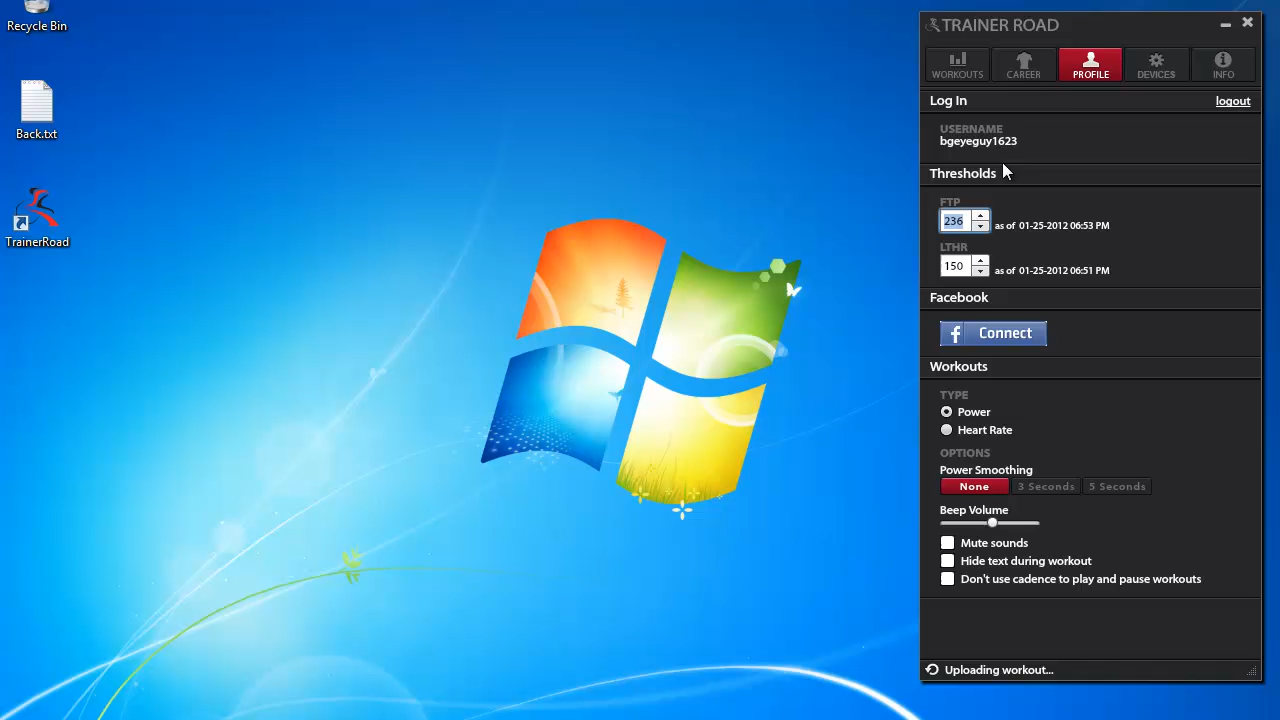 Recycle Bin
Back.txt
TrainerRoad
TRAINER ROAD
WORKOUTS
CAREER
PROFILE
DEVICES
INFO
Log In
logout
USERNAME
bgeyeguy1623
Thresholds
FTP
236
as of 01-25-2012 06:53 PM
LTHR
150
as of 01-25-2012 06:51 PM
Facebook
f Connect
Workouts
TYPE
Power
Heart Rate
OPTIONS
Power Smoothing
None
3 Seconds
5 Seconds
Beep Volume
Mute sounds
Hide text during workout
Don't use cadence to play and pause workouts
Uploading workout...